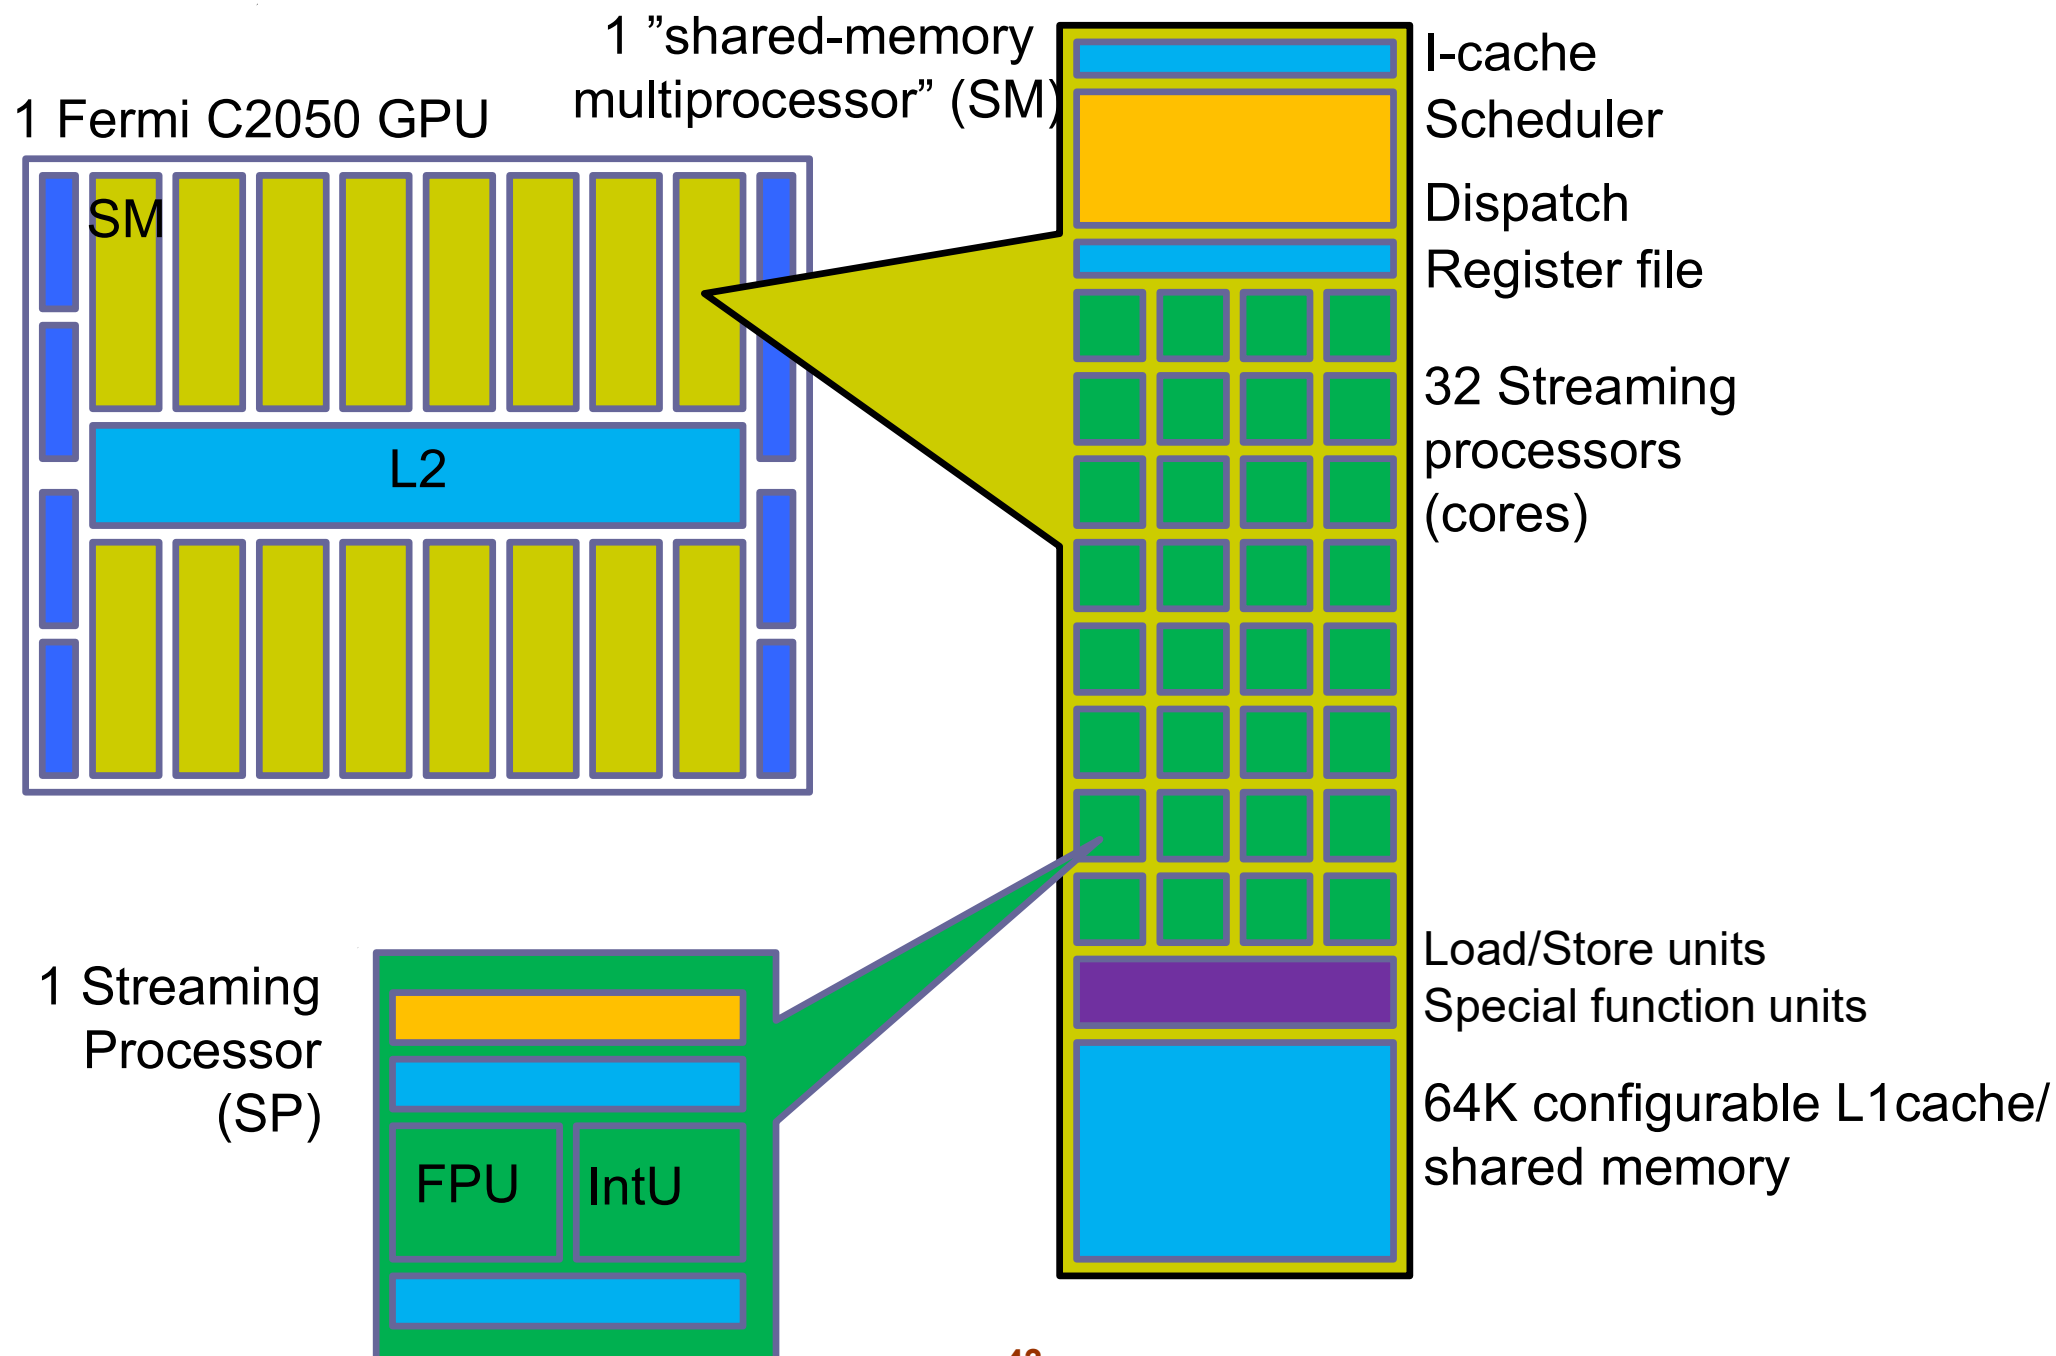 1 Fermi C2050 GPU
SM
L2
1 ”shared-memory
multiprocessor” (SM)
I-cache
Scheduler
Dispatch
Register file
32 Streaming
processors
(cores)
Load/Store units
Special function units
64K configurable L1cache/
shared memory
1 Streaming
Processor
(SP)
FPU
IntU